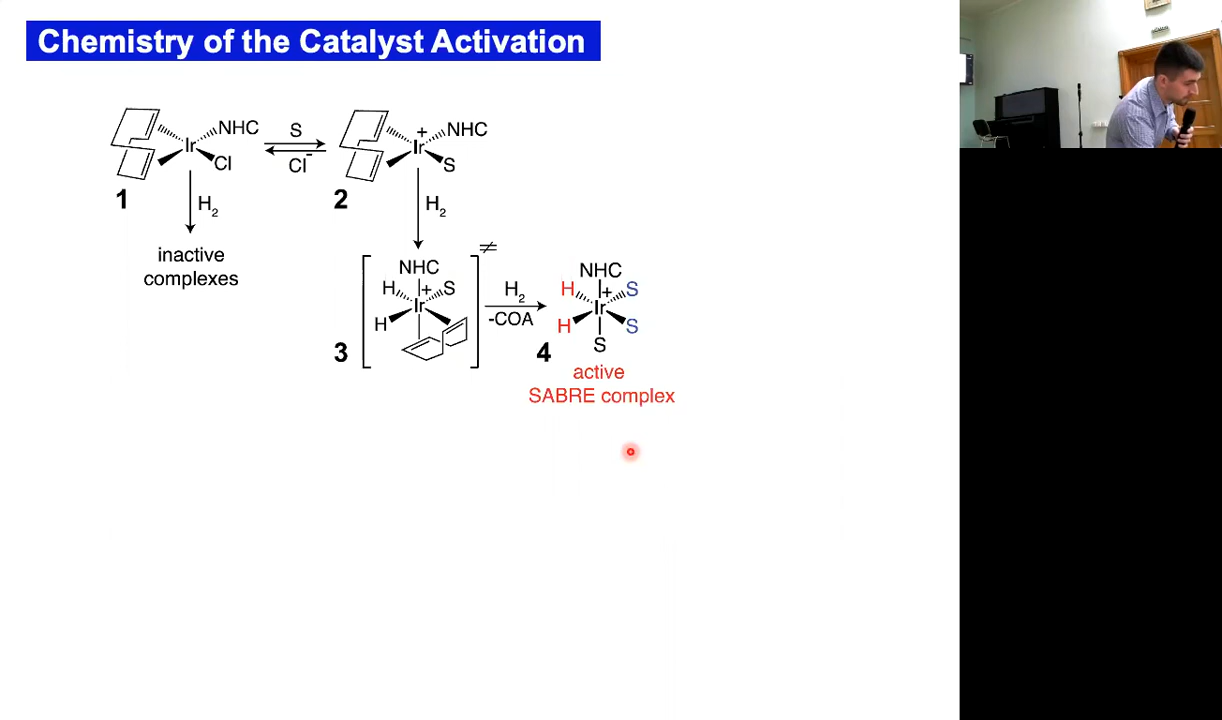 Chemistry of the Catalyst Activation
NHC
Ir
Cl
1
S
Cl⁻
+
NHC
Ir
S
2
H₂
inactive
complexes
H₂
≠
NHC
H
+
S
Ir
H
3
H₂
-COA
NHC
H
+
S
Ir
H
S
S
4
active
SABRE complex